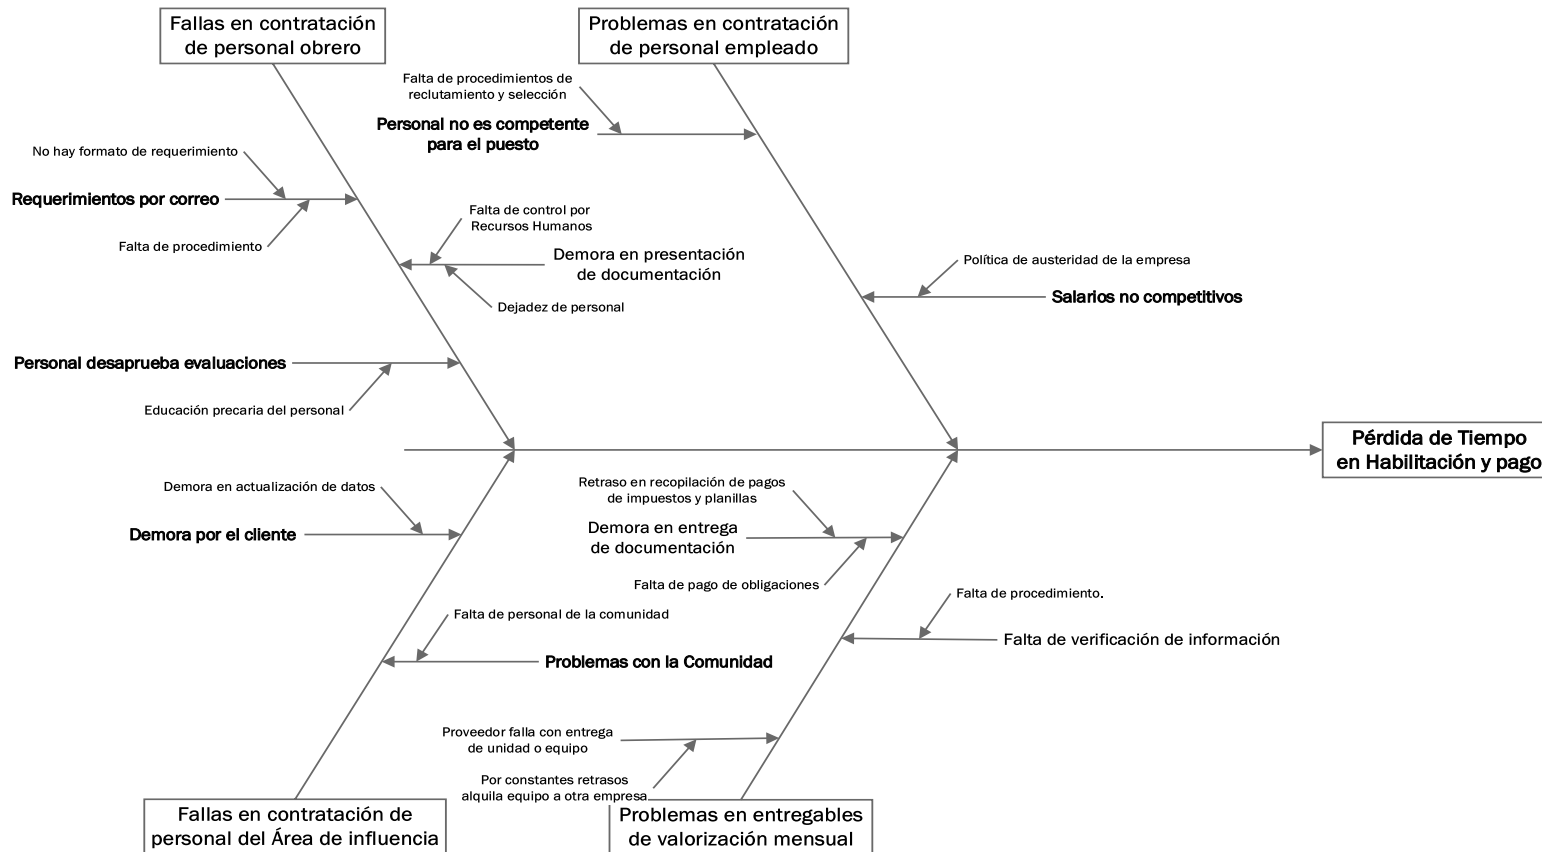 Fallas en contratación
de personal obrero
Problemas en contratación
de personal empleado
Falta de procedimientos de
reclutamiento y selección
Personal no es competente
para el puesto
No hay formato de requerimiento
Requerimientos por correo
Falta de procedimiento
Falta de control por
Recursos Humanos
Demora en presentación
de documentación
Dejadez de personal
Política de austeridad de la empresa
Salarios no competitivos
Personal desaprueba evaluaciones
Educación precaria del personal
Pérdida de Tiempo
en Habilitación y pago
Demora en actualización de datos
Demora por el cliente
Retraso en recopilación de pagos
de impuestos y planillas
Demora en entrega
de documentación
Falta de pago de obligaciones
Falta de personal de la comunidad
Problemas con la Comunidad
Falta de procedimiento.
Falta de verificación de información
Proveedor falla con entrega
de unidad o equipo
Por constantes retrasos
alquila equipo a otra empresa
Fallas en contratación de
personal del Área de influencia
Problemas en entregables
de valorización mensual